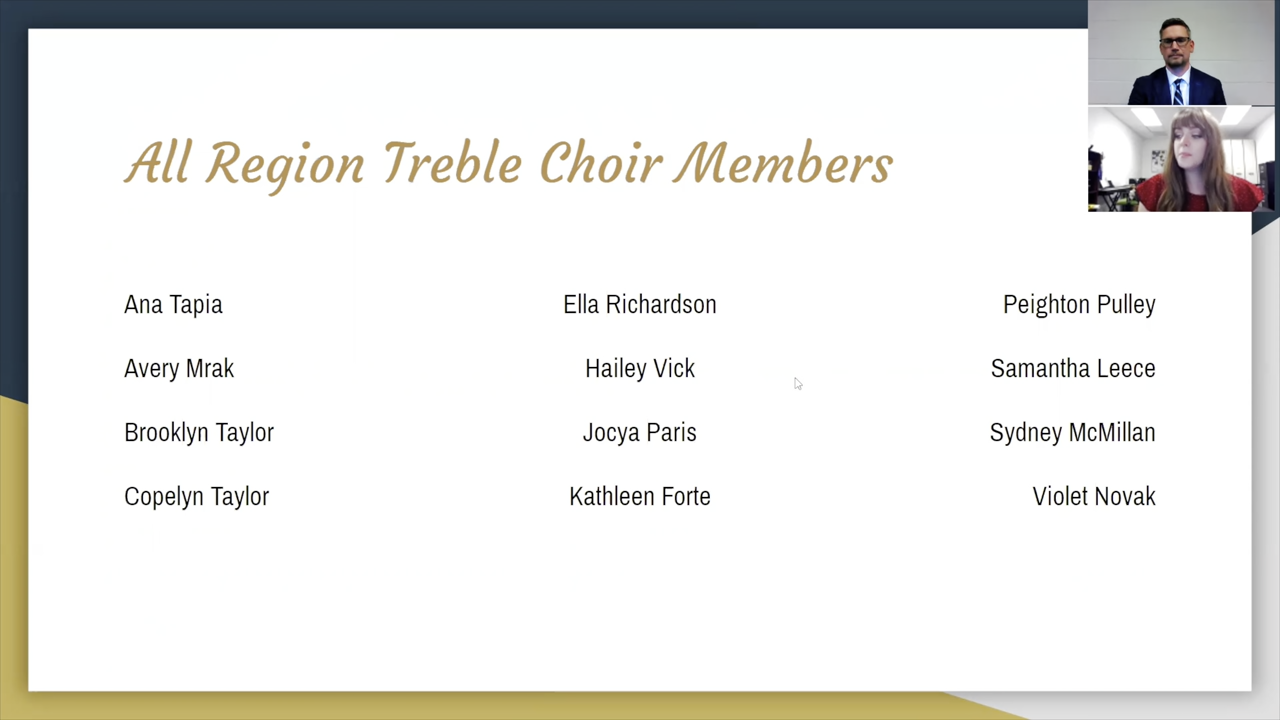 All Region Treble Choir Members
Ana Tapia
Avery Mrak
Brooklyn Taylor
Copelyn Taylor
Ella Richardson
Hailey Vick
Jocya Paris
Kathleen Forte
Peighton Pulley
Samantha Leece
Sydney McMillan
Violet Novak